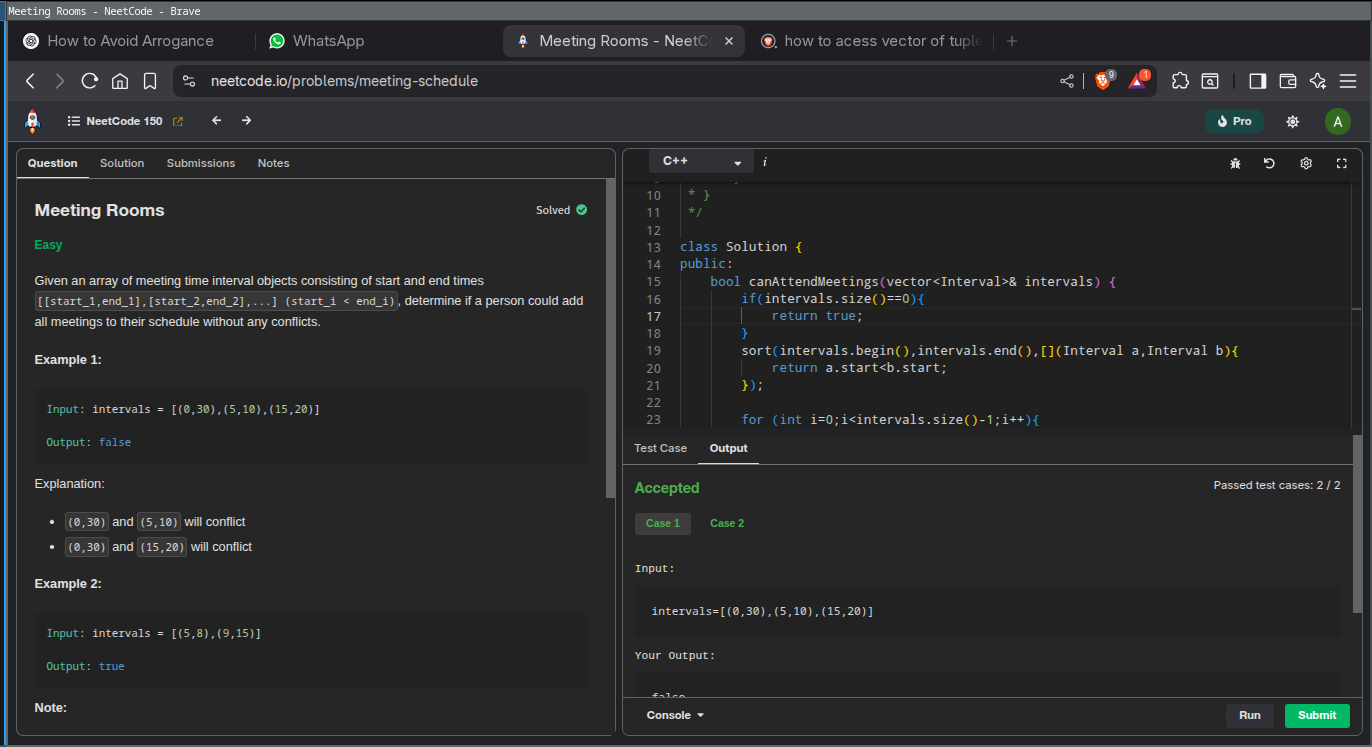 Meeting Rooms - NeetCode - Brave
How to Avoid Arrogance
WhatsApp
Meeting Rooms - NeetC
how to acess vector of tuple
neetcode.io/problems/meeting-schedule
9
1
NeetCode 150
Pro
A
Question Solution Submissions Notes
Meeting Rooms
Solved
Easy
Given an array of meeting time interval objects consisting of start and end times
[[start_1,end_1],[start_2,end_2],...] (start_i < end_i), determine if a person could add
all meetings to their schedule without any conflicts.
Example 1:
Input: intervals = [(0,30),(5,10),(15,20)]
Output: false
Explanation:
• (0,30) and (5,10) will conflict
• (0,30) and (15,20) will conflict
Example 2:
Input: intervals = [(5,8),(9,15)]
Output: true
Note:
C++
i
10 * }
11 */
12
13 class Solution {
14 public:
15 bool canAttendMeetings(vector<Interval>& intervals) {
16 if(intervals.size()==0){
17 return true;
18 }
19 sort(intervals.begin(),intervals.end(),[](Interval a,Interval b){
20 return a.start<b.start;
21 });
22
23 for (int i=0;i<intervals.size()-1;i++){
Test Case Output
Accepted
Passed test cases: 2 / 2
Case 1 Case 2
Input:
intervals=[(0,30),(5,10),(15,20)]
Your Output:
false
Console
Run
Submit